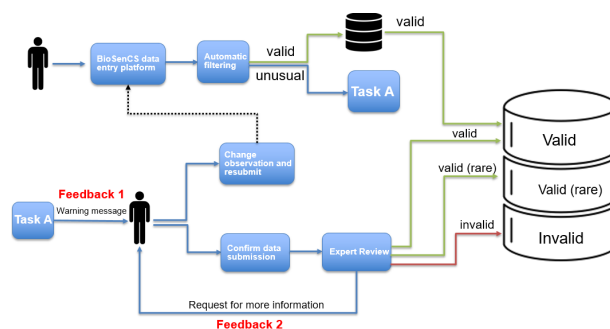 valid
BioSenCS data
entry platform
Automatic
filtering
valid
unusual
Task A
valid
Valid
Change
observation and
resubmit
valid (rare)
Valid (rare)
Feedback 1
Task A
Warning message
invalid
Invalid
Confirm data
submission
Expert Review
Request for more information
Feedback 2
valid